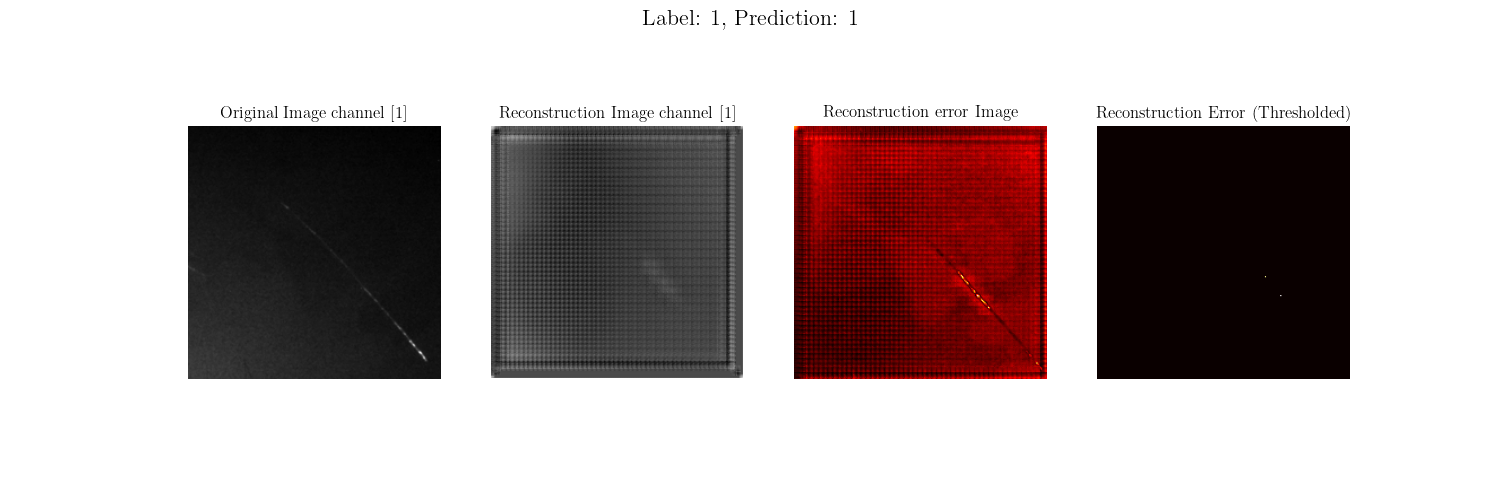 Label: 1, Prediction: 1
Original Image channel [1]
Reconstruction Image channel [1]
Reconstruction error Image
Reconstruction Error (Thresholded)